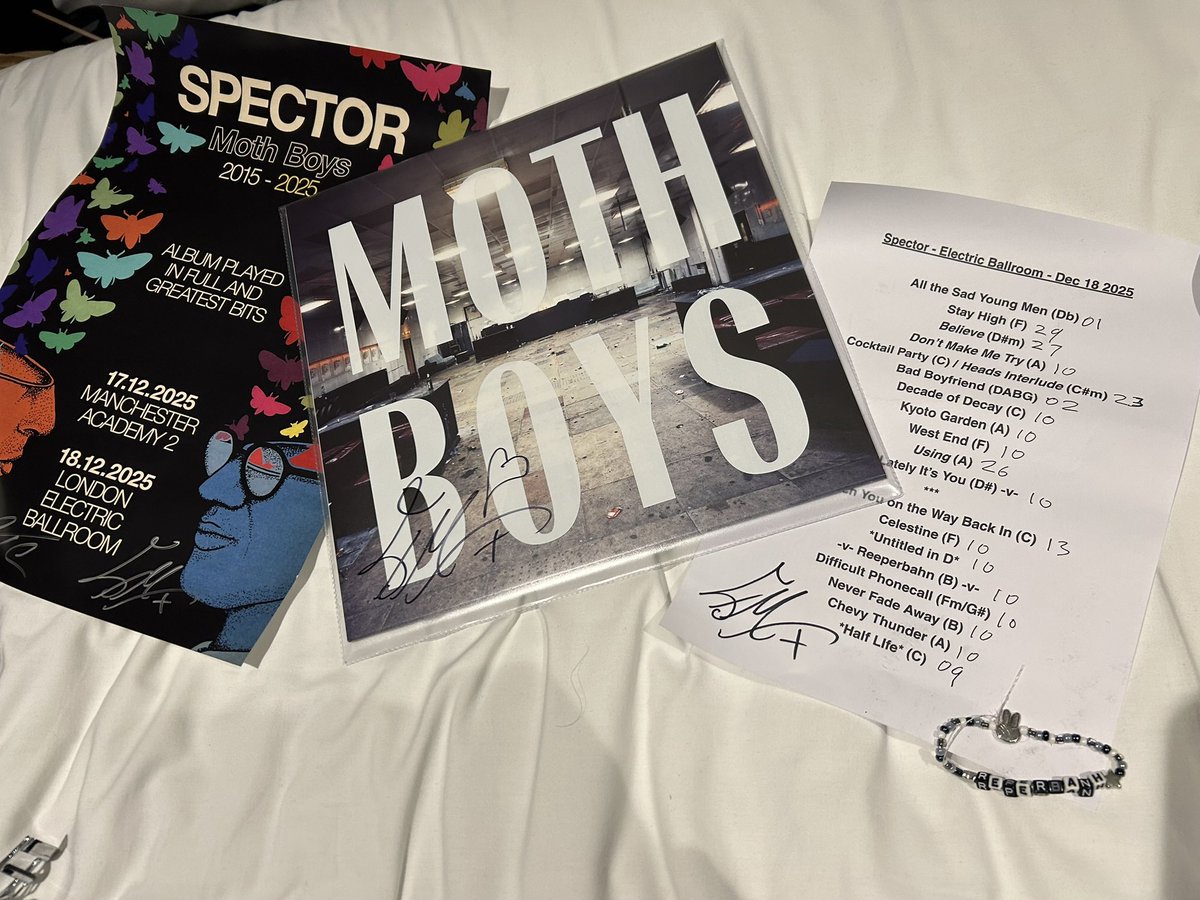 SPECTOR
Moth Boys
2015 - 2025
ALBUM PLAYED
IN FULL AND
GREATEST BITS
17.12.2025
MANCHESTER
ACADEMY 2
18.12.2025
LONDON
ELECTRIC
BALLROOM
MOTH
BOYS
Spector - Electric Ballroom - Dec 18 2025
All the Sad Young Men (Db) 01
Stay High (F) 29
Believe (D#m) 27
Don't Make Me Try (A) 10
Cocktail Party (C) / Heads Interlude (C#m) 23
Bad Boyfriend (DABG) 02
Decade of Decay (C) 10
Kyoto Garden (A) 10
West End (F) 10
Using (A) 26
Lately It's You (D#) -v- 10
***
You on the Way Back In (C) 13
Celestine (F) 10
*Untitled in D* 10
-v- Reeperbahn (B) -v- 10
Difficult Phonecall (Fm/G#) 10
Never Fade Away (B) 10
Chevy Thunder (A) 10
*Half LIfe* (C) 09